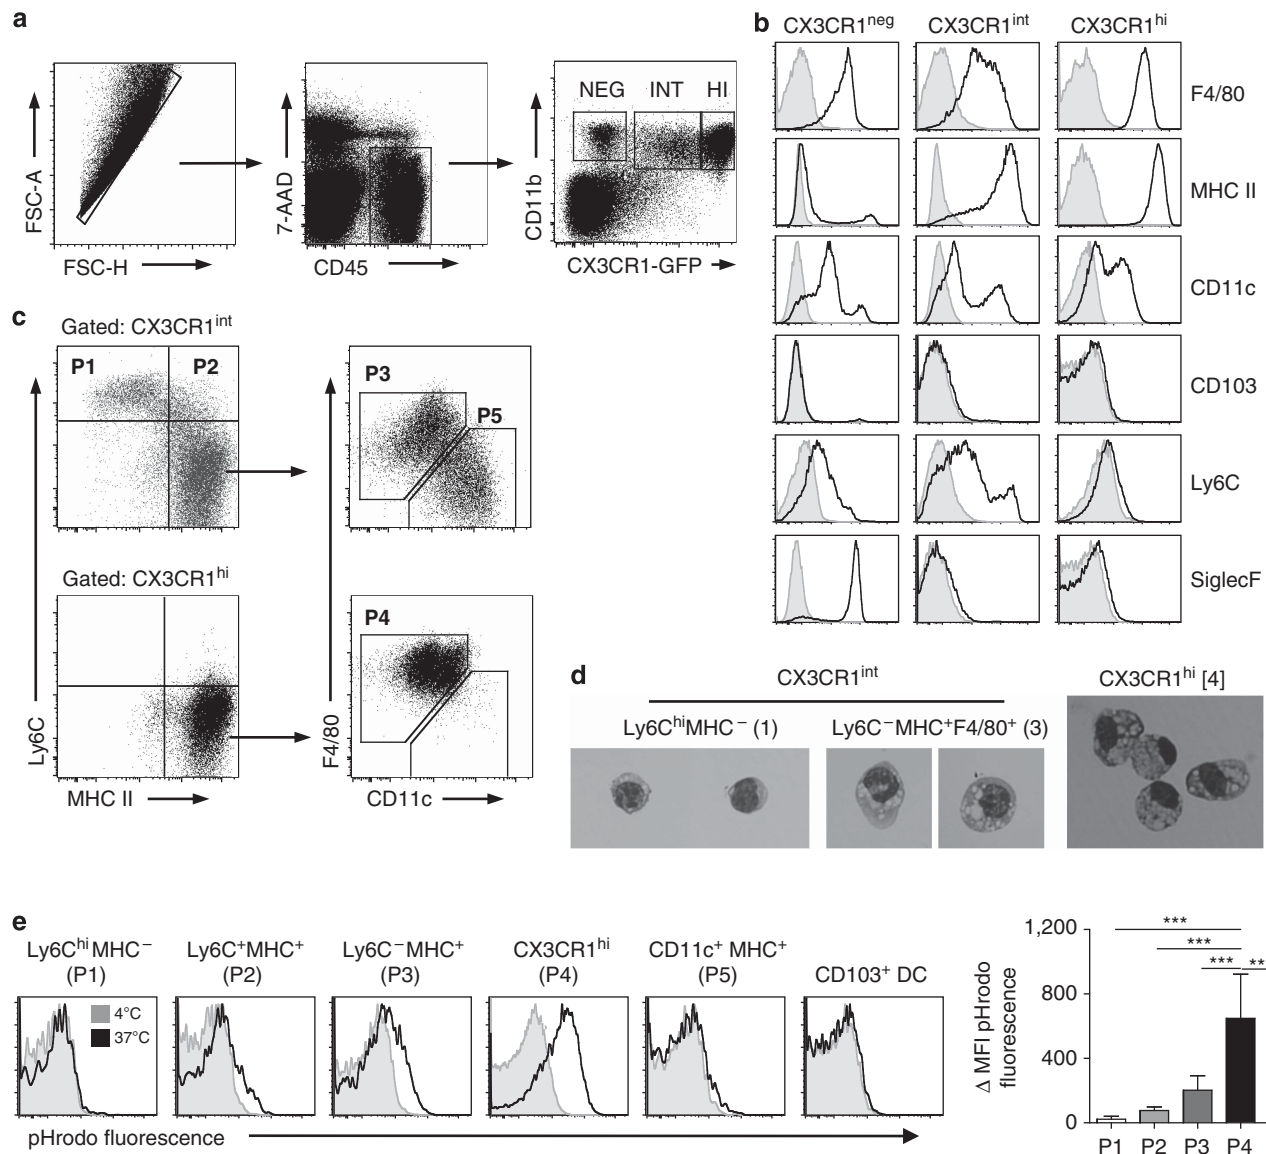 a
FSC-A
FSC-H
7-AAD
CD45
NEG INT HI
CD11b
CX3CR1-GFP
b
CX3CR1neg CX3CR1int CX3CR1hi
F4/80
MHC II
CD11c
CD103
Ly6C
SiglecF
c
Gated: CX3CR1int
P1 P2
P3
P5
Gated: CX3CR1hi
P4
Ly6C
MHC II
F4/80
CD11c
d
CX3CR1int
CX3CR1hi [4]
Ly6ChiMHC− (1)
Ly6C−MHC+F4/80+ (3)
e
Ly6ChiMHC−
(P1)
Ly6C+MHC+
(P2)
Ly6C−MHC+
(P3)
CX3CR1hi
(P4)
CD11c+ MHC+
(P5)
CD103+ DC
4°C
37°C
pHrodo fluorescence
Δ MFI pHrodo
fluorescence
1,200
800
400
0
***
***
***
**
P1 P2 P3 P4